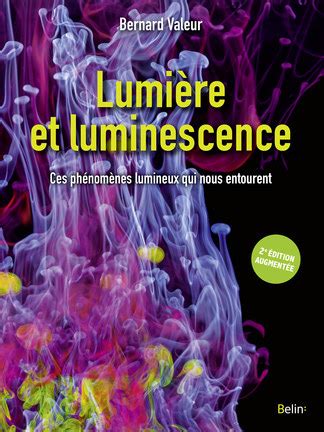 Bernard Valeur
Lumière
et luminescence
Ces phénomènes lumineux qui nous entourent
2e ÉDITION
AUGMENTÉE
Belin: